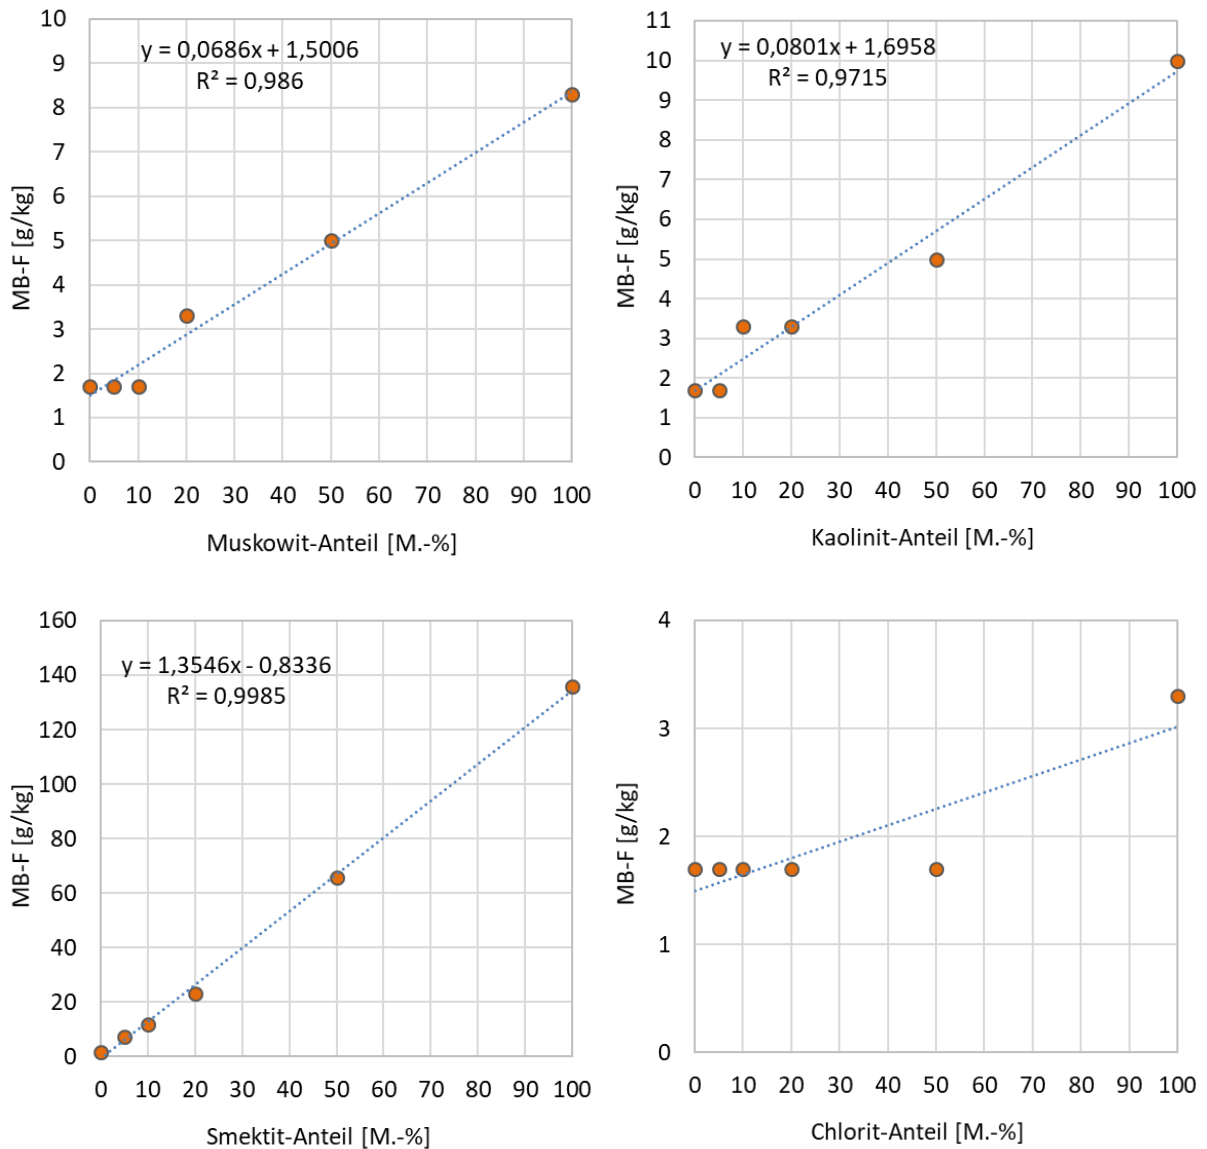 y = 0,0686x + 1,5006
R² = 0,986
MB-F [g/kg]
10
9
8
7
6
5
4
3
2
1
0
0 10 20 30 40 50 60 70 80 90 100
Muskowit-Anteil [M.-%]
y = 0,0801x + 1,6958
R² = 0,9715
MB-F [g/kg]
11
10
9
8
7
6
5
4
3
2
1
0
0 10 20 30 40 50 60 70 80 90 100
Kaolinit-Anteil [M.-%]
y = 1,3546x - 0,8336
R² = 0,9985
MB-F [g/kg]
160
140
120
100
80
60
40
20
0
0 10 20 30 40 50 60 70 80 90 100
Smektit-Anteil [M.-%]
MB-F [g/kg]
4
3
2
1
0
0 10 20 30 40 50 60 70 80 90 100
Chlorit-Anteil [M.-%]